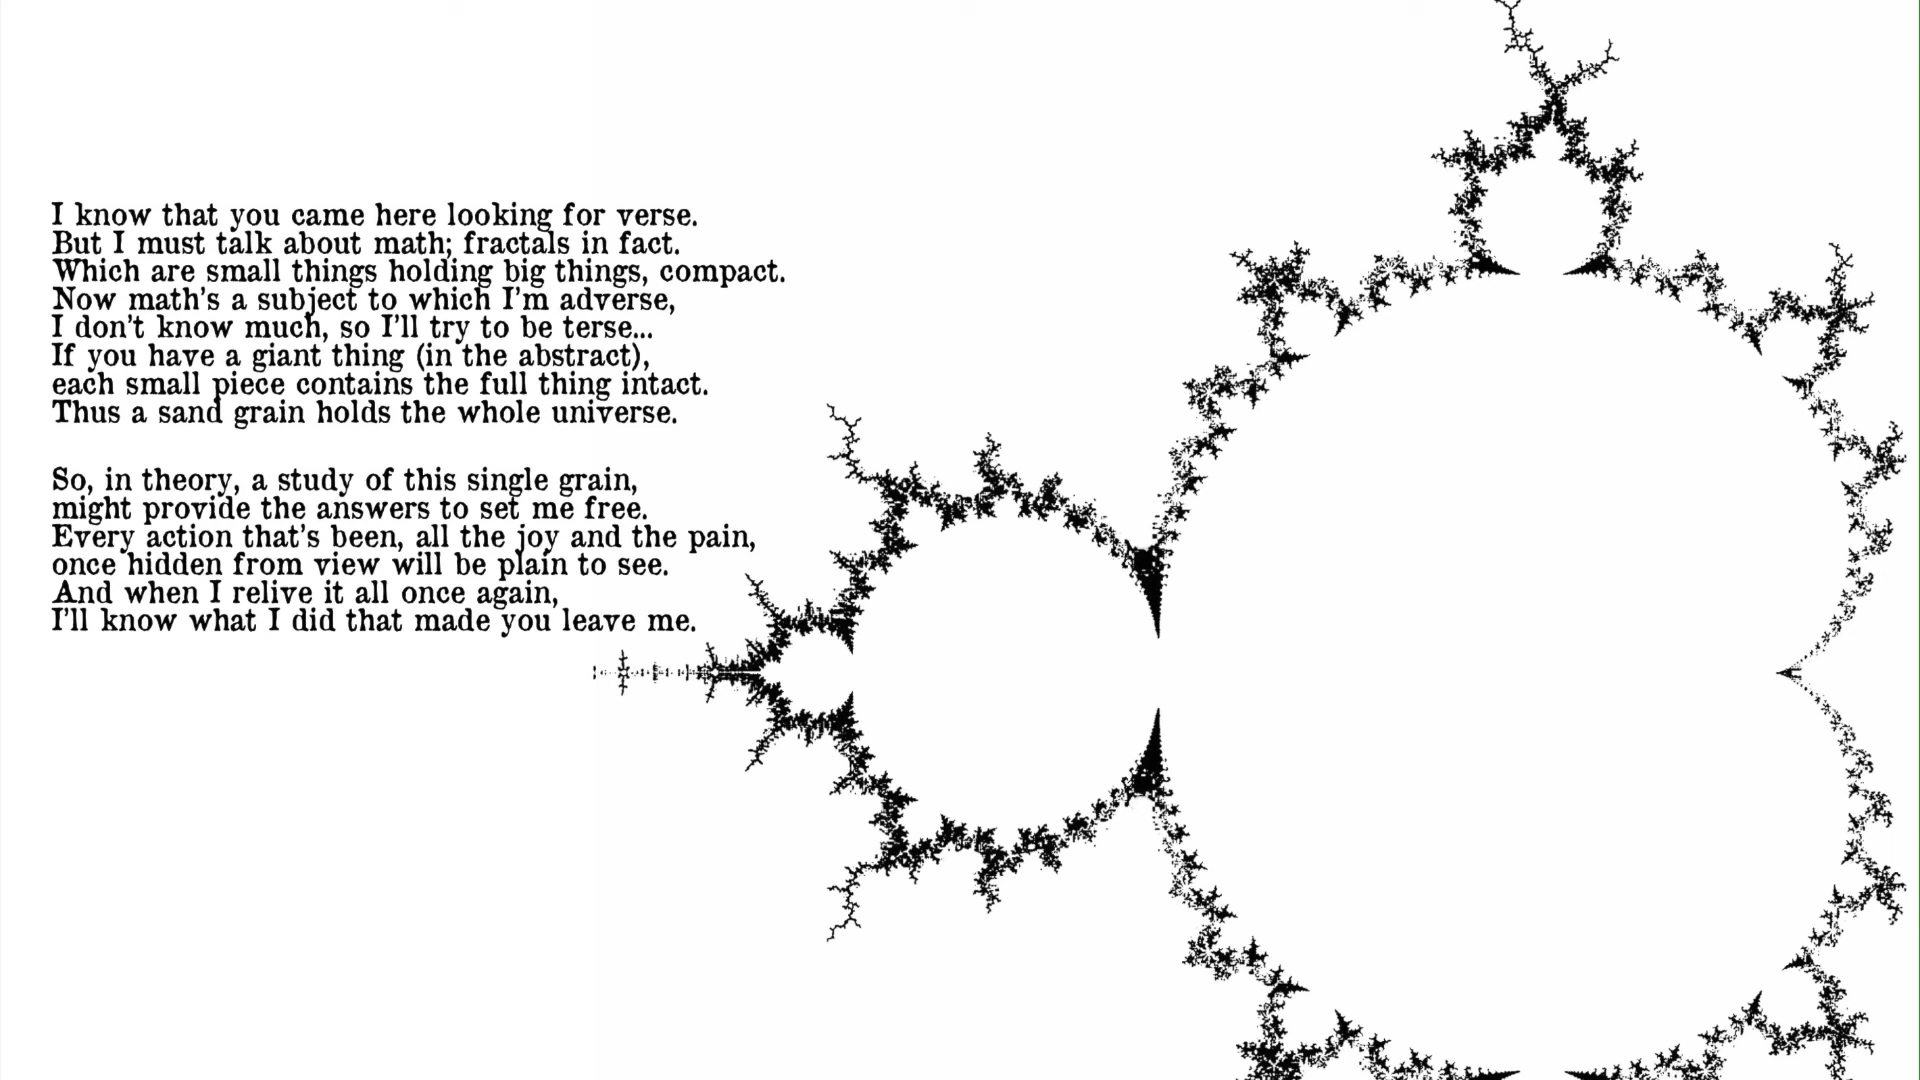 I know that you came here looking for verse.
But I must talk about math; fractals in fact.
Which are small things holding big things, compact.
Now math's a subject to which I'm adverse,
I don't know much, so I'll try to be terse...
If you have a giant thing (in the abstract),
each small piece contains the full thing intact.
Thus a sand grain holds the whole universe.
So, in theory, a study of this single grain,
might provide the answers to set me free.
Every action that's been, all the joy and the pain,
once hidden from view will be plain to see.
And when I relive it all once again,
I'll know what I did that made you leave me.